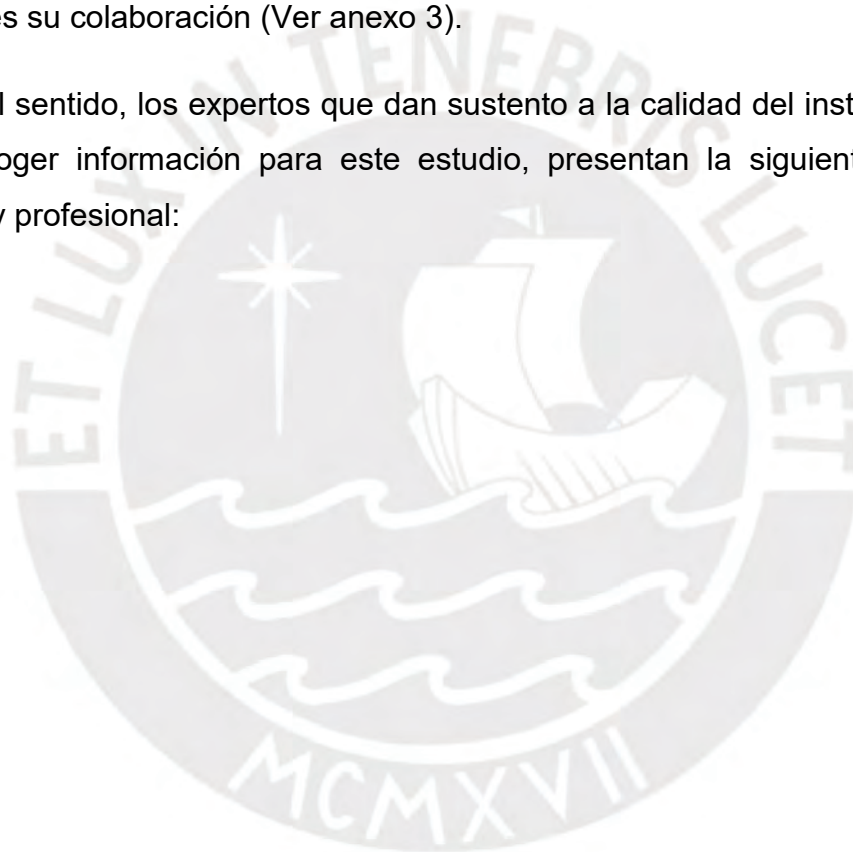 es su colaboración (Ver anexo 3).
l sentido, los expertos que dan sustento a la calidad del inst
oger información para este estudio, presentan la siguient
y profesional:
ET LUX IN TENEBRIS LUCET
MCMXVII